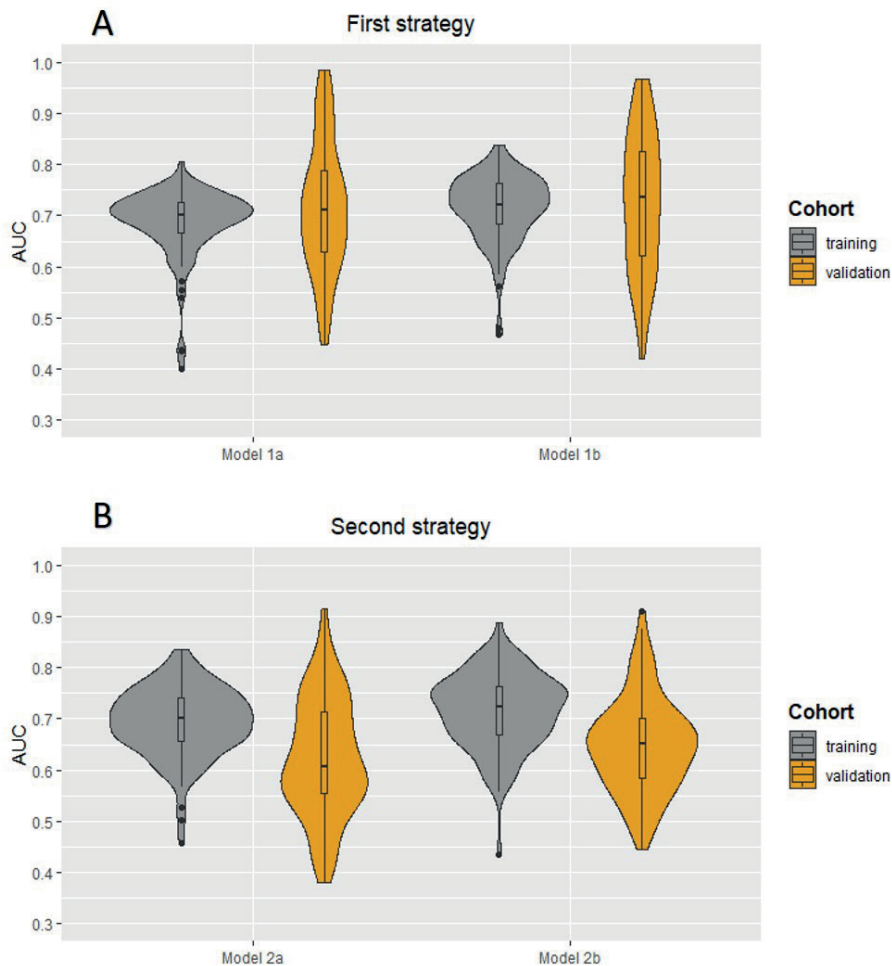 A
First strategy
1.0
0.9
0.8
0.7
0.6
0.5
0.4
0.3
AUC
Model 1a
Model 1b
Cohort
training
validation
B
Second strategy
1.0
0.9
0.8
0.7
0.6
0.5
0.4
0.3
AUC
Model 2a
Model 2b
Cohort
training
validation